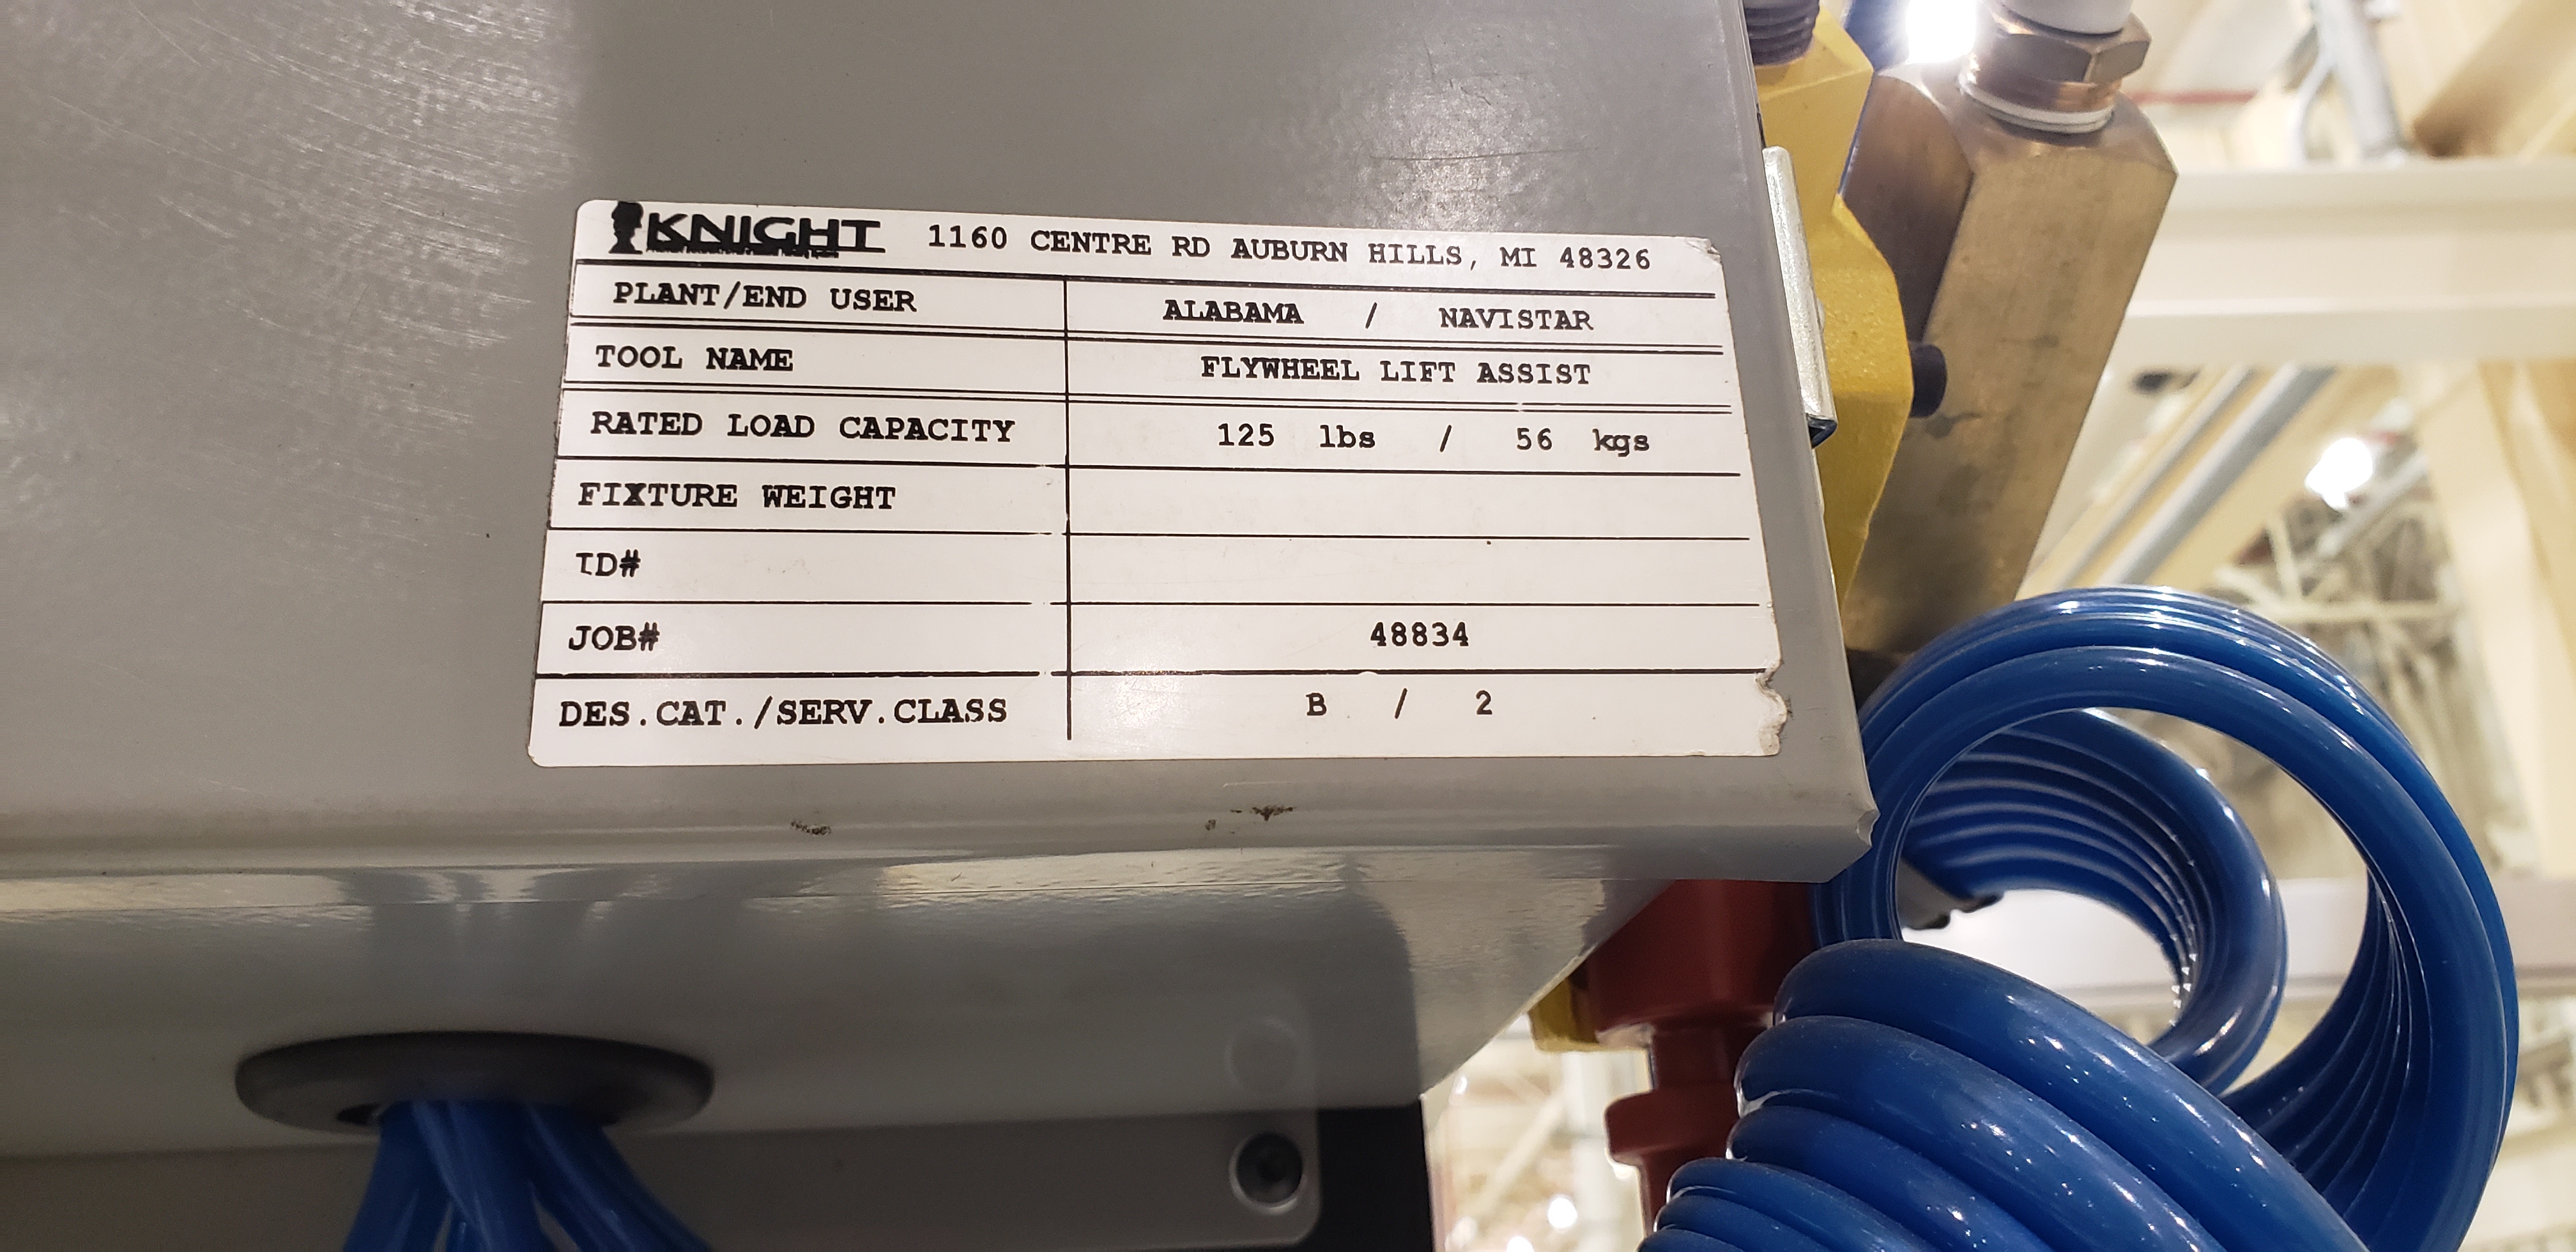 KNIGHT 1160 CENTRE RD AUBURN HILLS, MI 48326
PLANT/END USER ALABAMA / NAVISTAR
TOOL NAME FLYWHEEL LIFT ASSIST
RATED LOAD CAPACITY 125 lbs / 56 kgs
FIXTURE WEIGHT
ID#
JOB# 48834
DES.CAT./SERV.CLASS B / 2